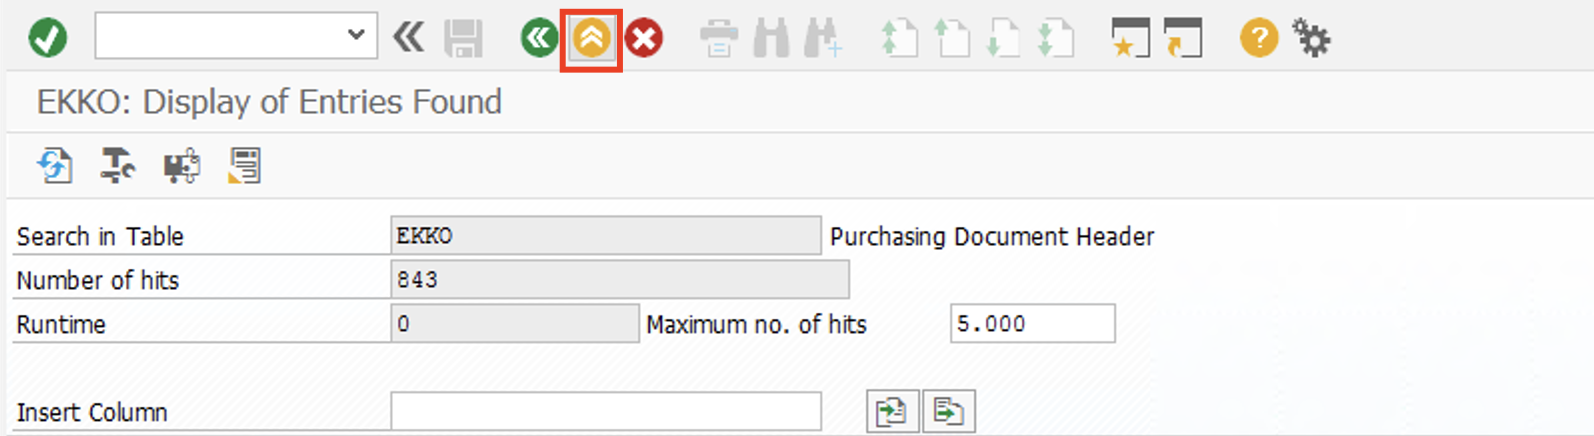 EKKO: Display of Entries Found
Search in Table EKKO Purchasing Document Header
Number of hits 843
Runtime 0 Maximum no. of hits 5.000
Insert Column